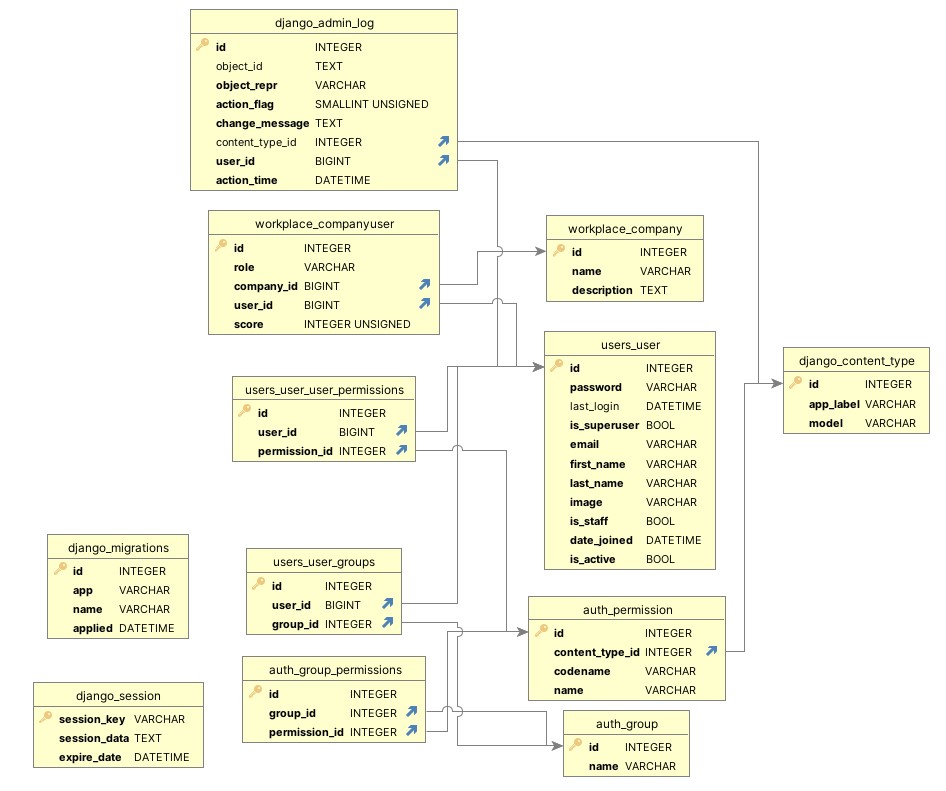 django_admin_log
id INTEGER
object_id TEXT
object_repr VARCHAR
action_flag SMALLINT UNSIGNED
change_message TEXT
content_type_id INTEGER
user_id BIGINT
action_time DATETIME
workplace_companyuser
id INTEGER
role VARCHAR
company_id BIGINT
user_id BIGINT
score INTEGER UNSIGNED
workplace_company
id INTEGER
name VARCHAR
description TEXT
users_user
id INTEGER
password VARCHAR
last_login DATETIME
is_superuser BOOL
email VARCHAR
first_name VARCHAR
last_name VARCHAR
image VARCHAR
is_staff BOOL
date_joined DATETIME
is_active BOOL
django_content_type
id INTEGER
app_label VARCHAR
model VARCHAR
users_user_user_permissions
id INTEGER
user_id BIGINT
permission_id INTEGER
django_migrations
id INTEGER
app VARCHAR
name VARCHAR
applied DATETIME
users_user_groups
id INTEGER
user_id BIGINT
group_id INTEGER
auth_permission
id INTEGER
content_type_id INTEGER
codename VARCHAR
name VARCHAR
auth_group_permissions
id INTEGER
group_id INTEGER
permission_id INTEGER
django_session
session_key VARCHAR
session_data TEXT
expire_date DATETIME
auth_group
id INTEGER
name VARCHAR